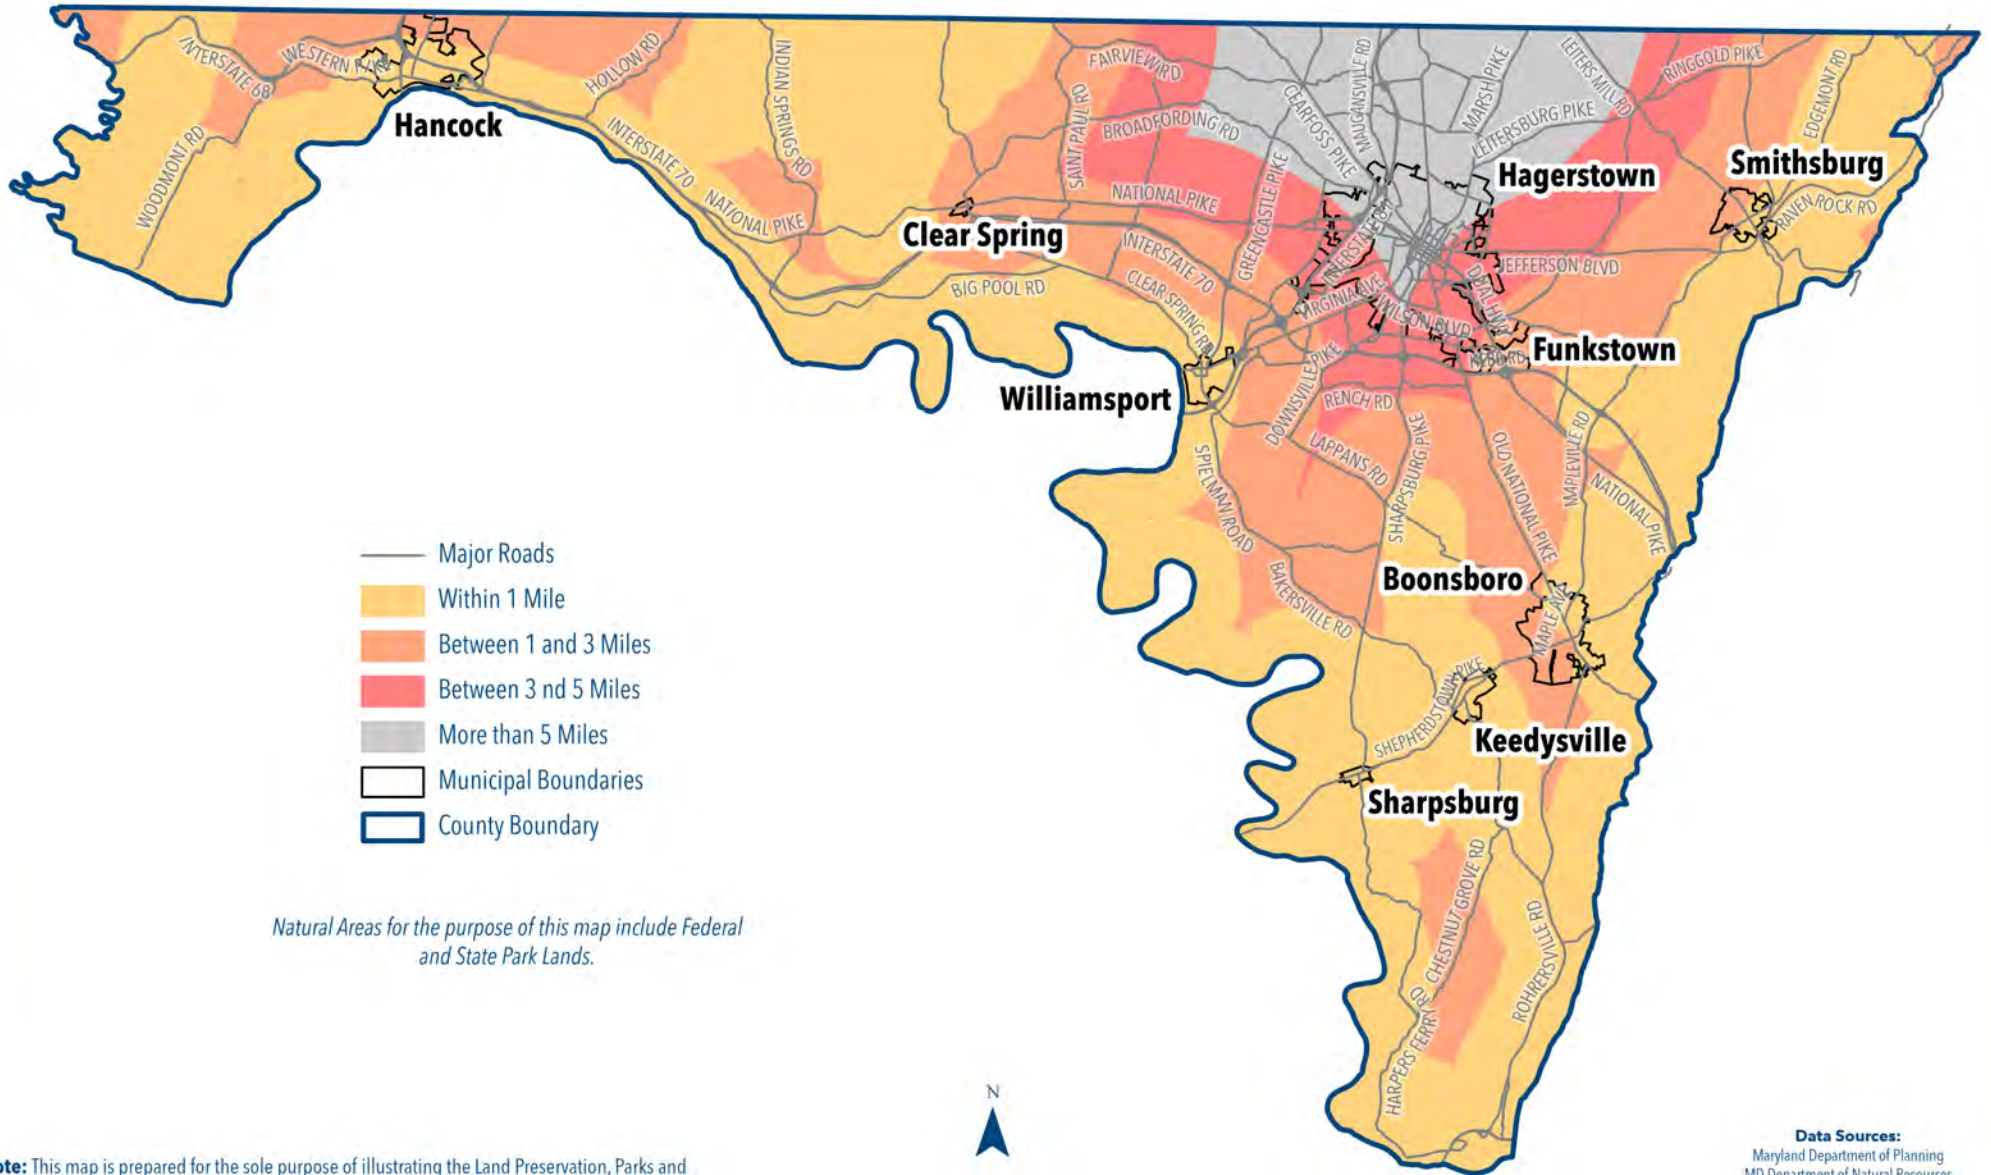 INTERSTATE 68
WESTERN PIKE
HOLLOW RD
INDIAN SPRINGS RD
FAIRVIEW RD
SAINT PAUL RD
BROADFORDING RD
CEARFOSS PIKE
MAUGANSVILLE RD
MARSH PIKE
LEITERS MILL RD
RINGGOLD PIKE
EDGEMONT RD
LEITERSBURG PIKE
Hancock
WOODMONT RD
INTERSTATE 70
NATIONAL PIKE
NATIONAL PIKE
GREENCASTLE PIKE
Hagerstown
Smithsburg
RAVEN ROCK RD
Clear Spring
INTERSTATE 70
INTERSTATE 81
JEFFERSON BLVD
BIG POOL RD
CLEAR SPRING RD
VIRGINIA AVE
WILSON BLVD
DUAL HWY
Funkstown
Williamsport
DOWNSVILLE PIKE
RENCH RD
LAPPANS RD
SHARPSBURG PIKE
OLD NATIONAL PIKE
MAPLEVILLE RD
NATIONAL PIKE
SPIELMAN ROAD
BAKERSVILLE RD
Boonsboro
MAPLE AVE
SHEPHERDSTOWN PIKE
Keedysville
Sharpsburg
CHESTNUT GROVE RD
HARPERS FERRY RD
ROHRERSVILLE RD
Major Roads
Within 1 Mile
Between 1 and 3 Miles
Between 3 nd 5 Miles
More than 5 Miles
Municipal Boundaries
County Boundary
Natural Areas for the purpose of this map include Federal
and State Park Lands.
N
Data Sources:
Maryland Department of Planning
MD Department of Natural Resources
ote: This map is prepared for the sole purpose of illustrating the Land Preservation, Parks and